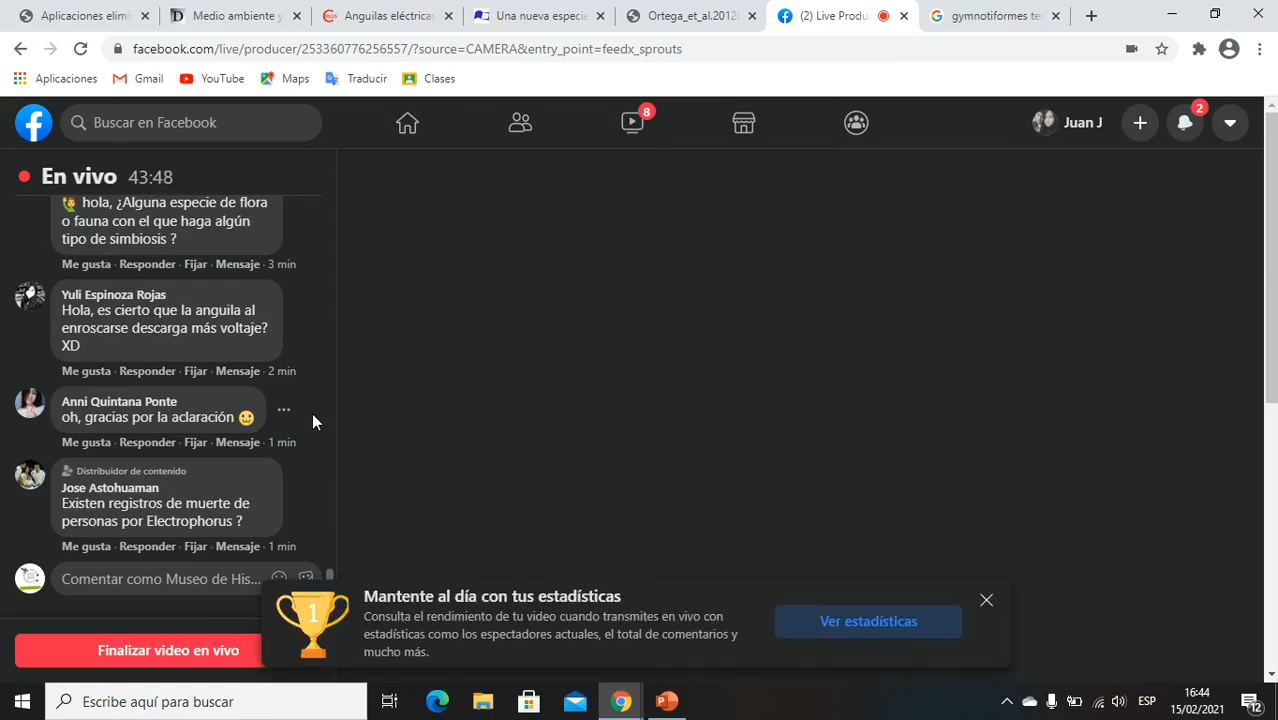 Aplicaciones elimi
Medio ambiente y
Anguilas eléctricas
Una nueva especie
Ortega_et_al.2012I
(2) Live Produ
gymnotiformes te
facebook.com/live/producer/253360776256557/?source=CAMERA&entry_point=feedx_sprouts
Aplicaciones
Gmail
YouTube
Maps
Traducir
Clases
Buscar en Facebook
8
Juan J
2
En vivo 43:48
hola, ¿Alguna especie de flora
o fauna con el que haga algún
tipo de simbiosis ?
Me gusta · Responder · Fijar · Mensaje · 3 min
Yuli Espinoza Rojas
Hola, es cierto que la anguila al
enroscarse descarga más voltaje?
XD
Me gusta · Responder · Fijar · Mensaje · 2 min
Anni Quintana Ponte
oh, gracias por la aclaración
Me gusta · Responder · Fijar · Mensaje · 1 min
Distribuidor de contenido
Jose Astohuaman
Existen registros de muerte de
personas por Electrophorus ?
Me gusta · Responder · Fijar · Mensaje · 1 min
Comentar como Museo de His...
Finalizar video en vivo
1
Mantente al día con tus estadísticas
Consulta el rendimiento de tu video cuando transmites en vivo con
estadísticas como los espectadores actuales, el total de comentarios y
mucho más.
Ver estadísticas
Escribe aquí para buscar
ESP
16:44
15/02/2021
12